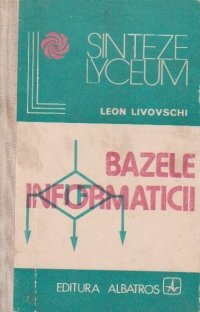 SINTEZE
LYCEUM
LEON LIVOVSCHI
BAZELE
INFORMATICII
EDITURA ALBATROS